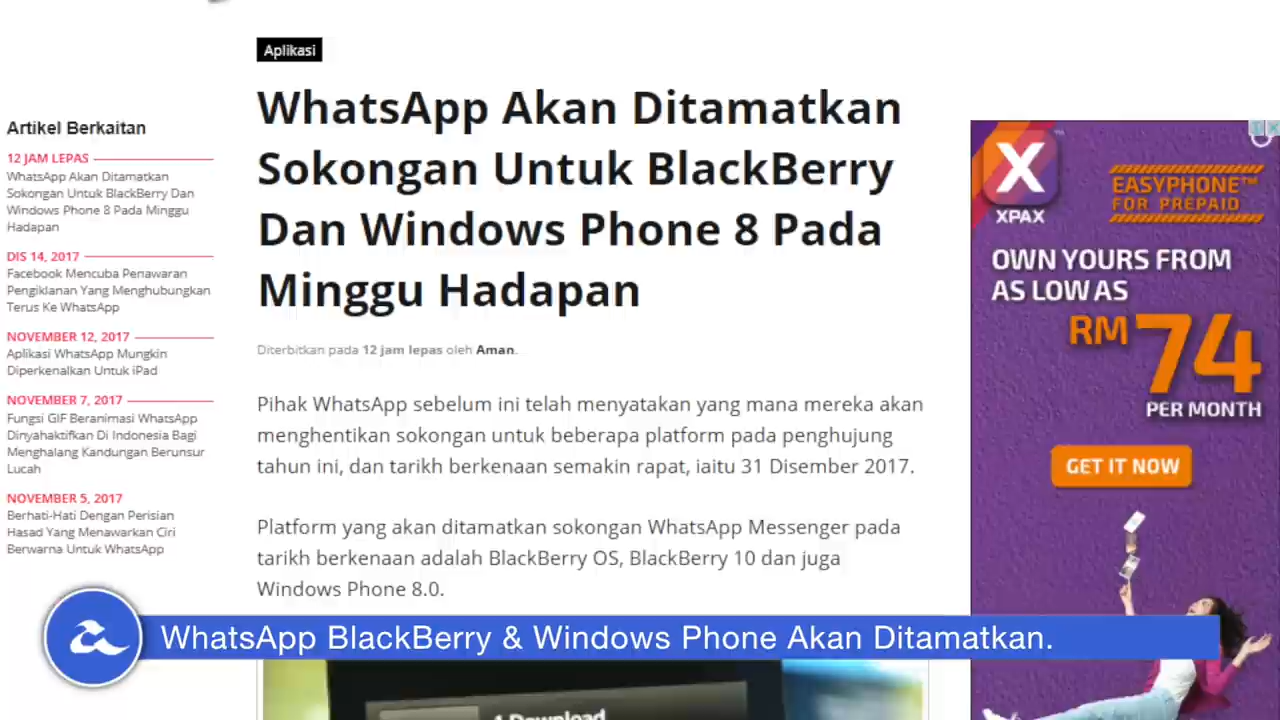 Aplikasi
WhatsApp Akan Ditamatkan
Sokongan Untuk BlackBerry
Dan Windows Phone 8 Pada
Minggu Hadapan
Diterbitkan pada 12 jam lepas oleh Aman.
Pihak WhatsApp sebelum ini telah menyatakan yang mana mereka akan
menghentikan sokongan untuk beberapa platform pada penghujung
tahun ini, dan tarikh berkenaan semakin rapat, iaitu 31 Disember 2017.
Platform yang akan ditamatkan sokongan WhatsApp Messenger pada
tarikh berkenaan adalah BlackBerry OS, BlackBerry 10 dan juga
Windows Phone 8.0.
Artikel Berkaitan
12 JAM LEPAS
WhatsApp Akan Ditamatkan
Sokongan Untuk BlackBerry Dan
Windows Phone 8 Pada Minggu
Hadapan
DIS 14, 2017
Facebook Mencuba Penawaran
Pengiklanan Yang Menghubungkan
Terus Ke WhatsApp
NOVEMBER 12, 2017
Aplikasi WhatsApp Mungkin
Diperkenalkan Untuk iPad
NOVEMBER 7, 2017
Fungsi GIF Beranimasi WhatsApp
Dinyahaktifkan Di Indonesia Bagi
Menghalang Kandungan Berunsur
Lucah
NOVEMBER 5, 2017
Berhati-Hati Dengan Perisian
Hasad Yang Menawarkan Ciri
Berwarna Untuk WhatsApp
X
™
XPAX
EASYPHONE™
FOR PREPAID
OWN YOURS FROM
AS LOW AS
RM74
PER MONTH
GET IT NOW
WhatsApp BlackBerry & Windows Phone Akan Ditamatkan.
1 Download